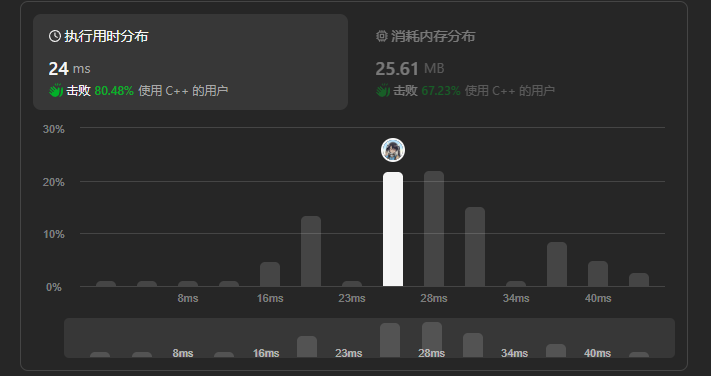 执行用时分布
24 ms
击败 80.48% 使用 C++ 的用户
消耗内存分布
25.61 MB
击败 67.23% 使用 C++ 的用户
30%
20%
10%
0%
8ms 16ms 23ms 28ms 34ms 40ms
8ms 16ms 23ms 28ms 34ms 40ms